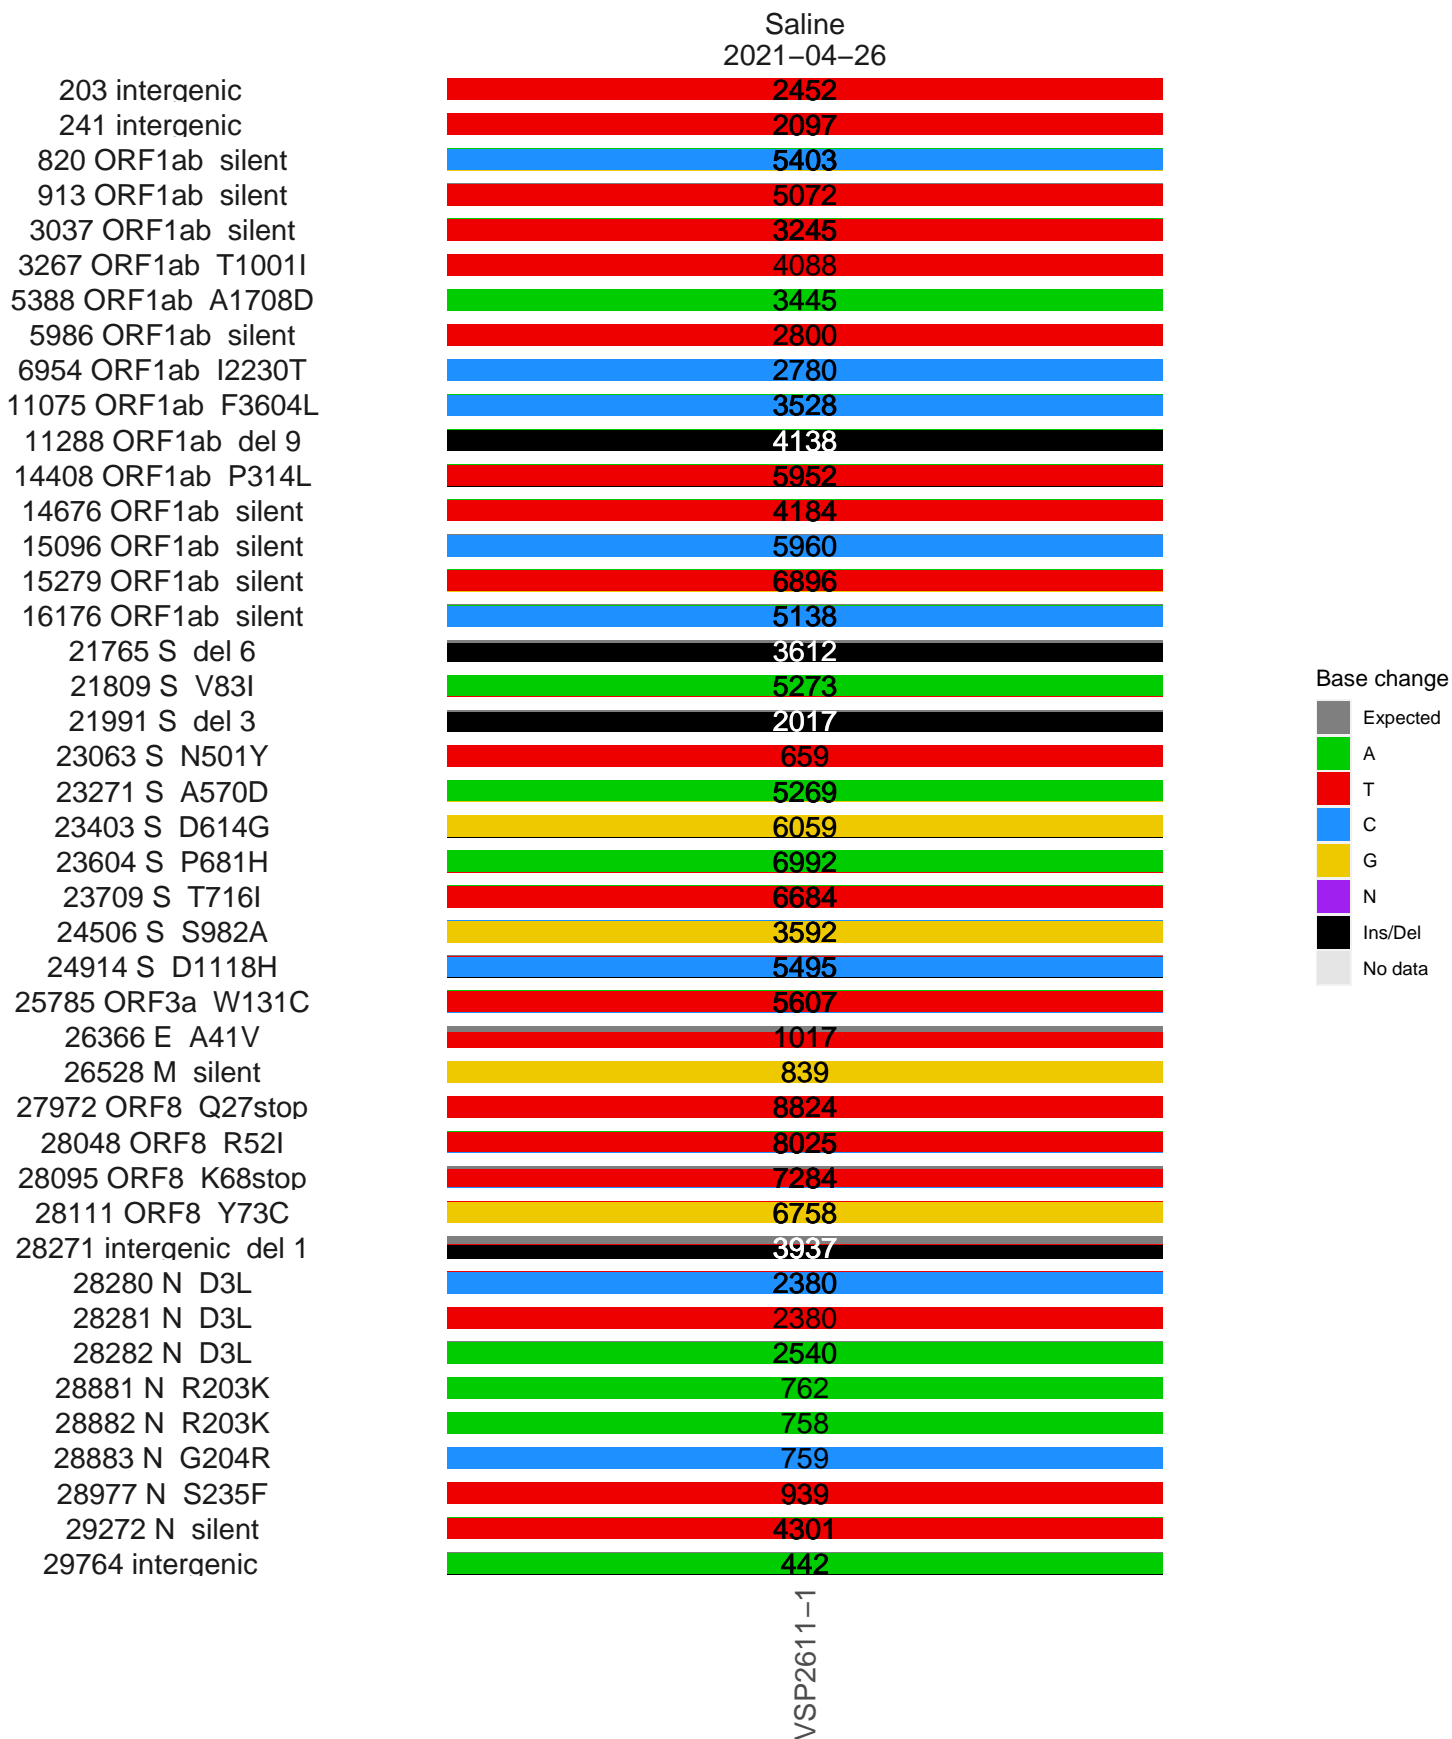 Saline
2021−04−26
203 intergenic 2452
241 intergenic 2097
820 ORF1ab silent 5403
913 ORF1ab silent 5072
3037 ORF1ab silent 3245
3267 ORF1ab T1001I 4088
5388 ORF1ab A1708D 3445
5986 ORF1ab silent 2800
6954 ORF1ab I2230T 2780
11075 ORF1ab F3604L 3528
11288 ORF1ab del 9 4138
14408 ORF1ab P314L 5952
14676 ORF1ab silent 4184
15096 ORF1ab silent 5960
15279 ORF1ab silent 6896
16176 ORF1ab silent 5138
21765 S del 6 3612
21809 S V83I 5273
21991 S del 3 2017
23063 S N501Y 659
23271 S A570D 5269
23403 S D614G 6059
23604 S P681H 6992
23709 S T716I 6684
24506 S S982A 3592
24914 S D1118H 5495
25785 ORF3a W131C 5607
26366 E A41V 1017
26528 M silent 839
27972 ORF8 Q27stop 8824
28048 ORF8 R52I 8025
28095 ORF8 K68stop 7284
28111 ORF8 Y73C 6758
28271 intergenic del 1 3937
28280 N D3L 2380
28281 N D3L 2380
28282 N D3L 2540
28881 N R203K 762
28882 N R203K 758
28883 N G204R 759
28977 N S235F 939
29272 N silent 4301
29764 intergenic 442
VSP2611−1
Base change
Expected
A
T
C
G
N
Ins/Del
No data